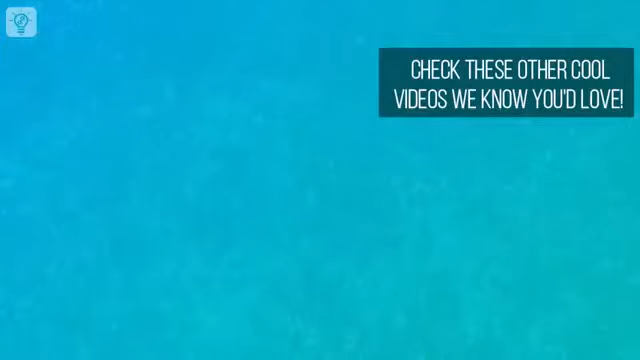 CHECK THESE OTHER COOL
VIDEOS WE KNOW YOU'D LOVE!